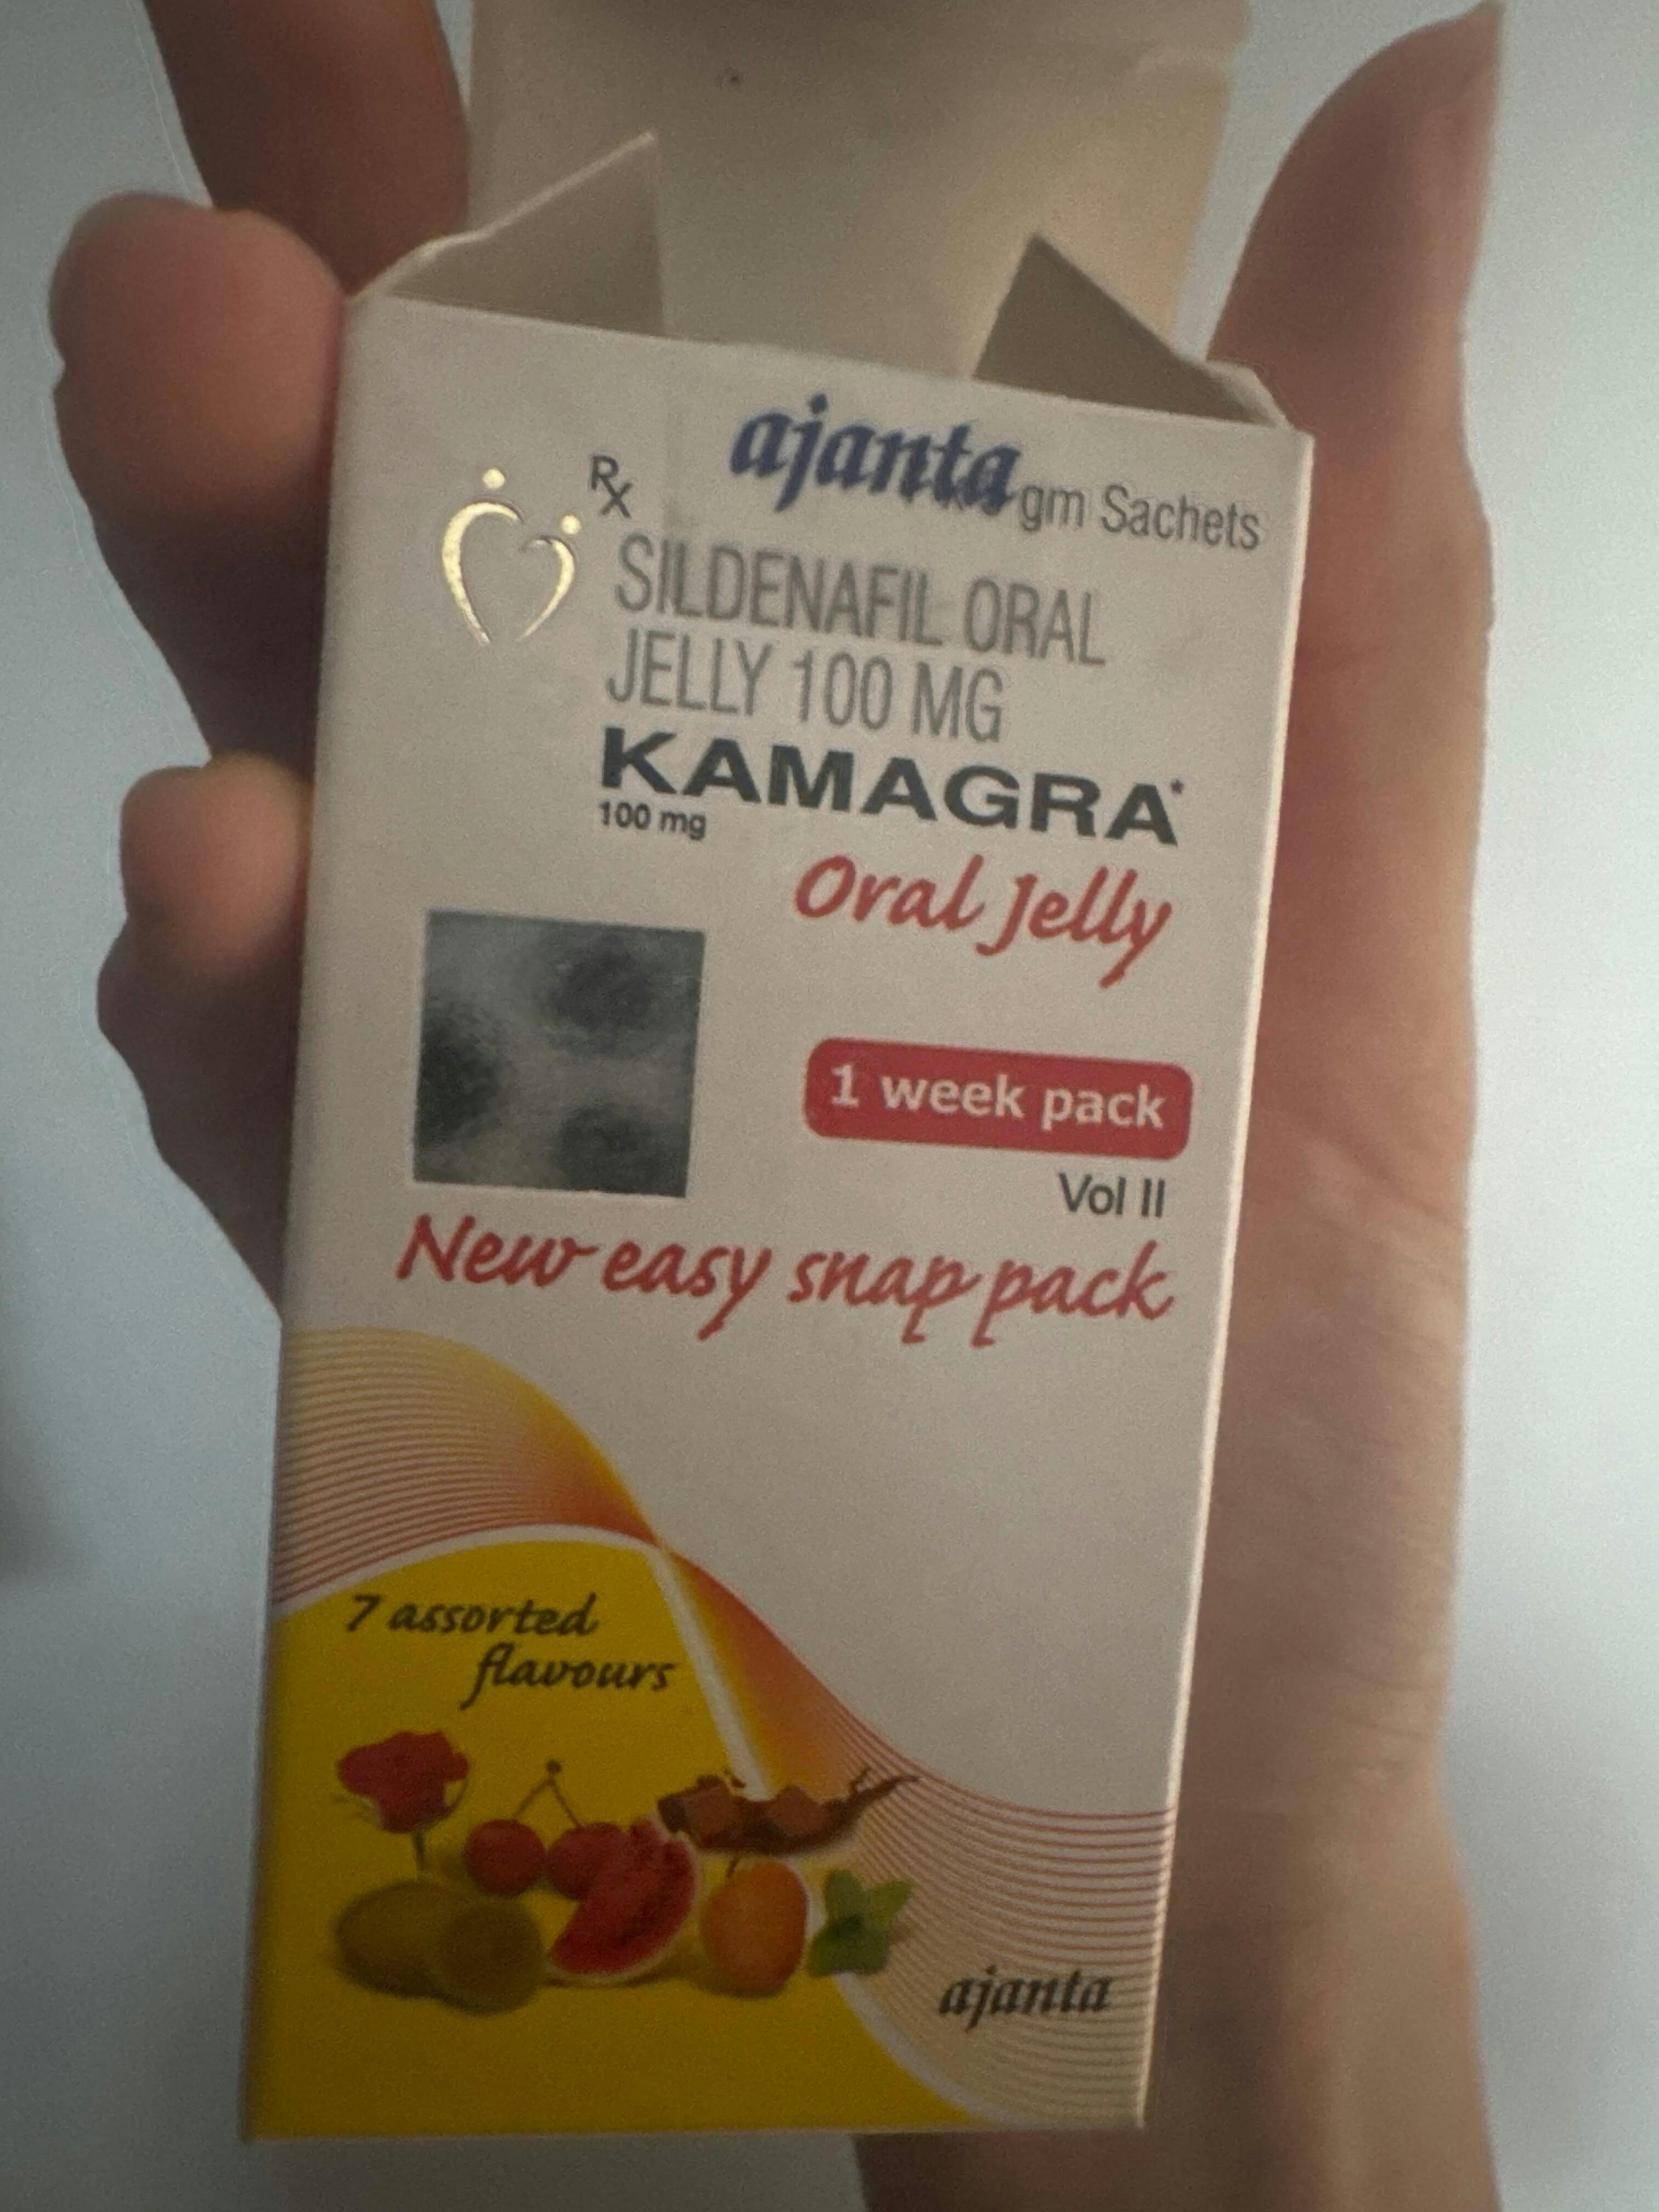 ajanta
gm Sachets
Rx
SILDENAFIL ORAL
JELLY 100 MG
KAMAGRA*
100 mg
Oral Jelly
1 week pack
Vol II
New easy snap pack
7 assorted
flavours
ajanta